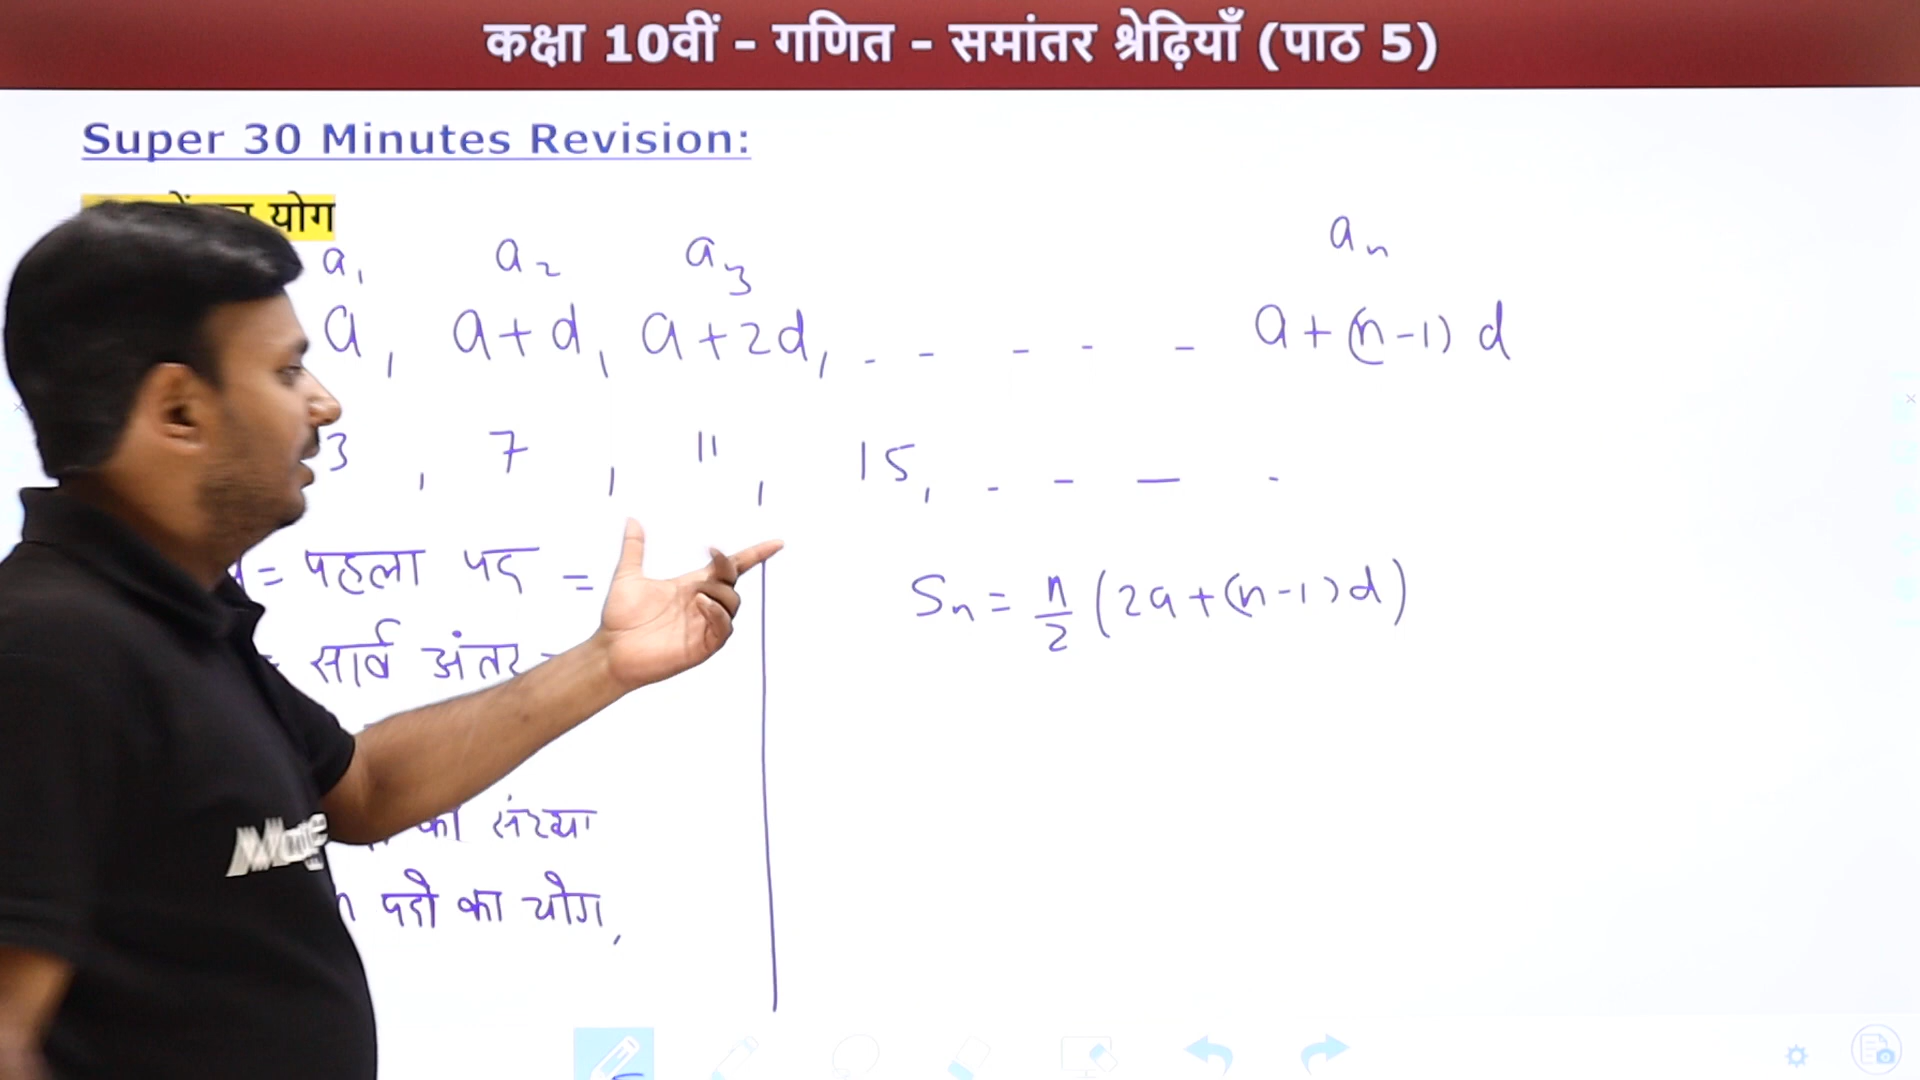 कक्षा 10वीं - गणित - समांतर श्रेढ़ियाँ (पाठ 5)
Super 30 Minutes Revision:
योग
a₁ a₂ a₃ aₙ
a, a+d, a+2d, - - - - - a+(n-1)d
3, 7, 11, 15, - - - -
= पहला पद =
= सार्व अंतर =
Sₙ = n/2 (2a+(n-1)d)
की संख्या
n पदों का योग,